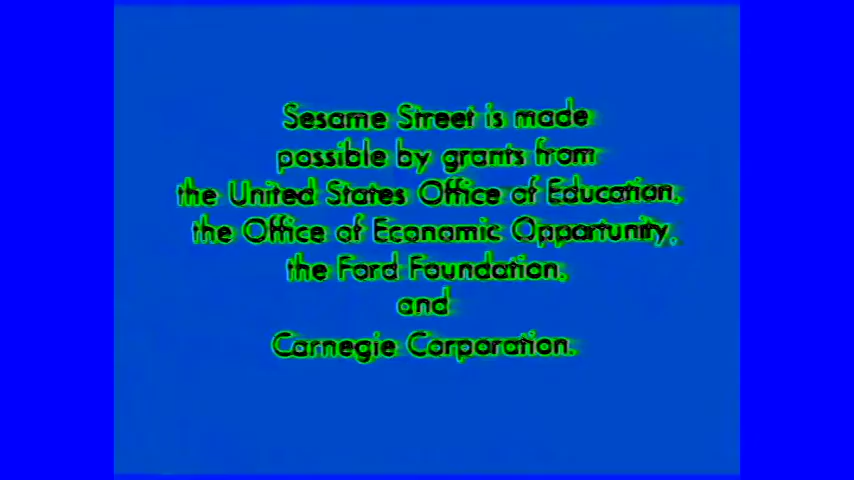 Sesame Street is made
possible by grants from
the United States Office of Education,
the Office of Economic Opportunity,
the Ford Foundation,
and
Carnegie Corporation.